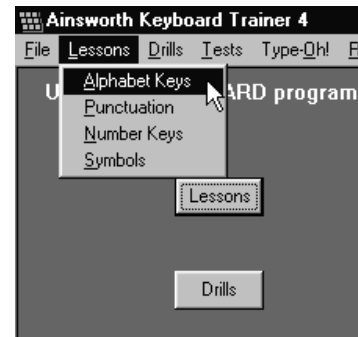 Ainsworth Keyboard Trainer 4
File Lessons Drills Tests Type-Oh!
Alphabet Keys
Punctuation
Number Keys
Symbols
program
Lessons
Drills